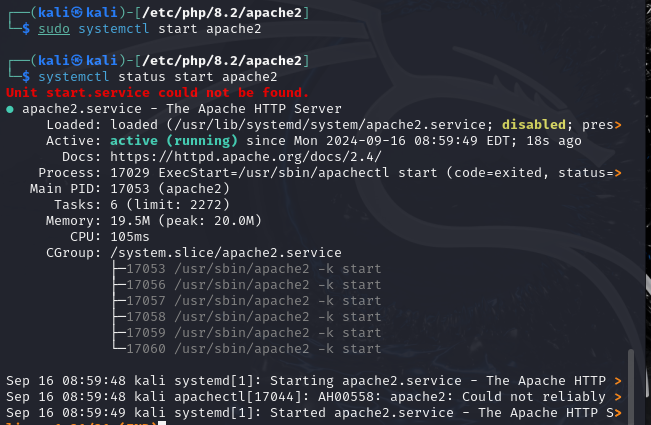 ┌──(kali㉿kali)-[/etc/php/8.2/apache2]
└─$ sudo systemctl start apache2
┌──(kali㉿kali)-[/etc/php/8.2/apache2]
└─$ systemctl status start apache2
Unit start.service could not be found.
● apache2.service - The Apache HTTP Server
Loaded: loaded (/usr/lib/systemd/system/apache2.service; disabled; pres>
Active: active (running) since Mon 2024-09-16 08:59:49 EDT; 18s ago
Docs: https://httpd.apache.org/docs/2.4/
Process: 17029 ExecStart=/usr/sbin/apachectl start (code=exited, status=>
Main PID: 17053 (apache2)
Tasks: 6 (limit: 2272)
Memory: 19.5M (peak: 20.0M)
CPU: 105ms
CGroup: /system.slice/apache2.service
├─17053 /usr/sbin/apache2 -k start
├─17056 /usr/sbin/apache2 -k start
├─17057 /usr/sbin/apache2 -k start
├─17058 /usr/sbin/apache2 -k start
├─17059 /usr/sbin/apache2 -k start
└─17060 /usr/sbin/apache2 -k start
Sep 16 08:59:48 kali systemd[1]: Starting apache2.service - The Apache HTTP >
Sep 16 08:59:48 kali apachectl[17044]: AH00558: apache2: Could not reliably >
Sep 16 08:59:49 kali systemd[1]: Started apache2.service - The Apache HTTP S>